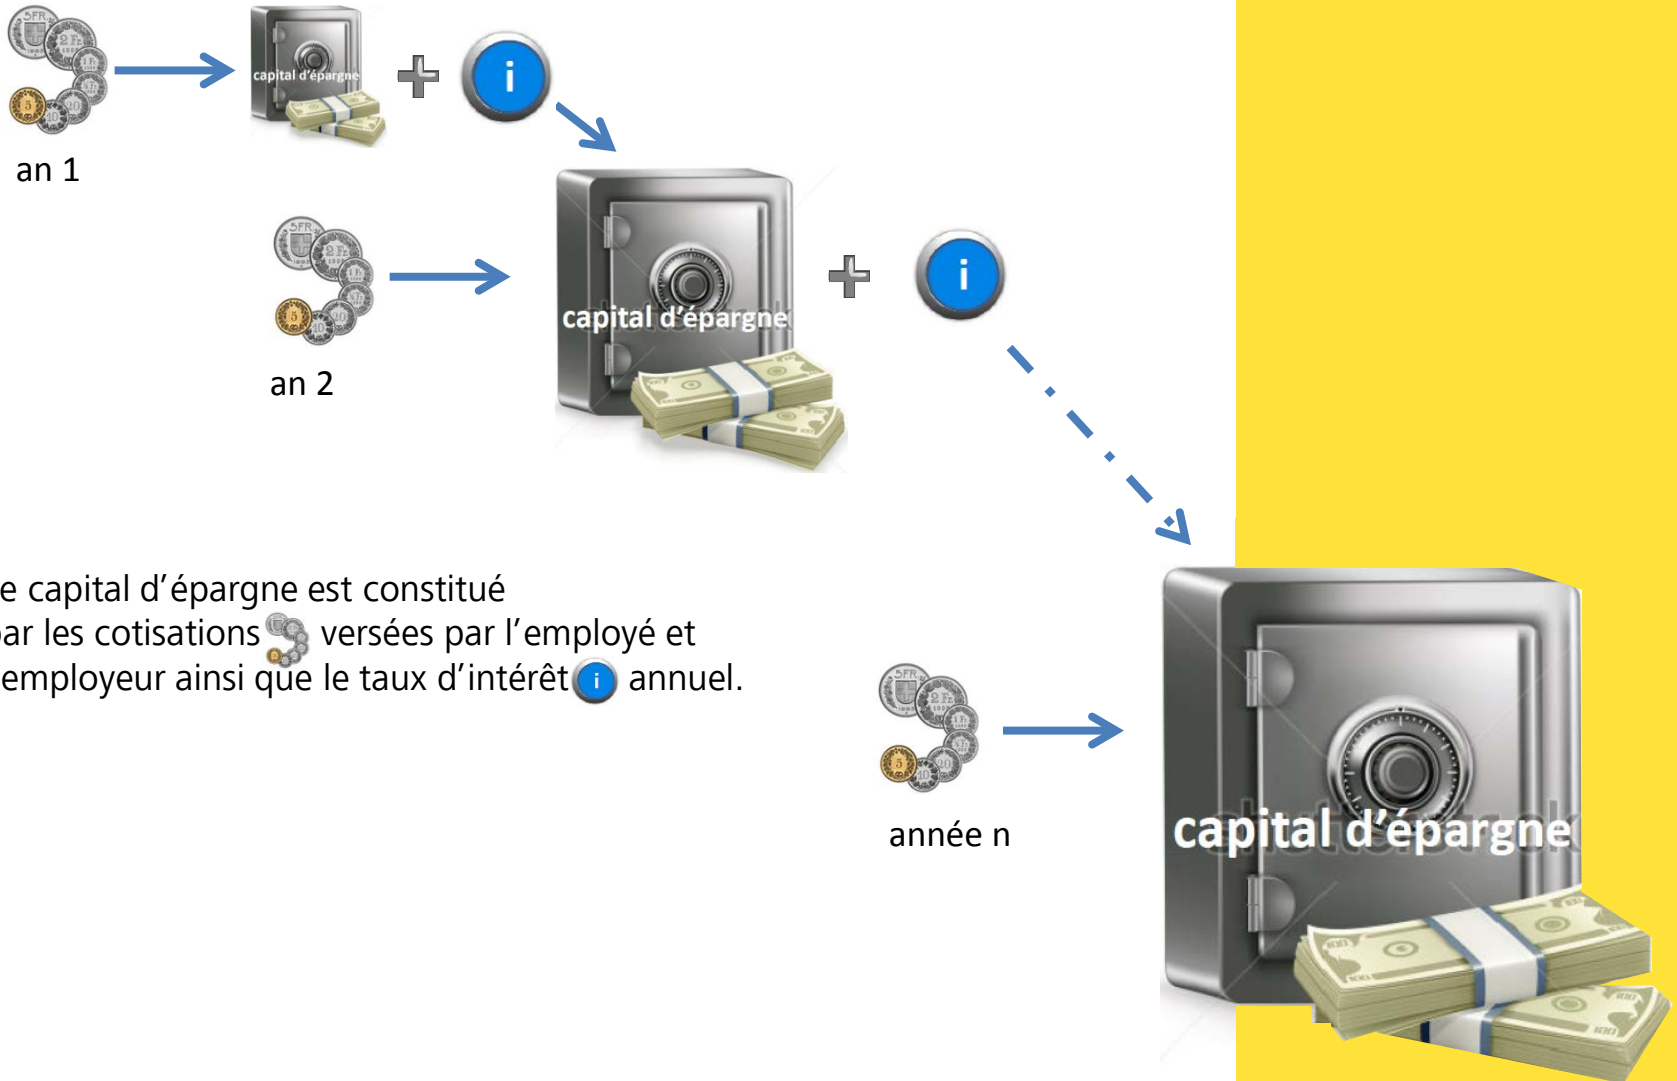 capital d'épargne
i
an 1
capital d'épargne
i
an 2
e capital d'épargne est constitué
par les cotisations versées par l'employé et
employeur ainsi que le taux d'intérêt i annuel.
année n
capital d'épargne